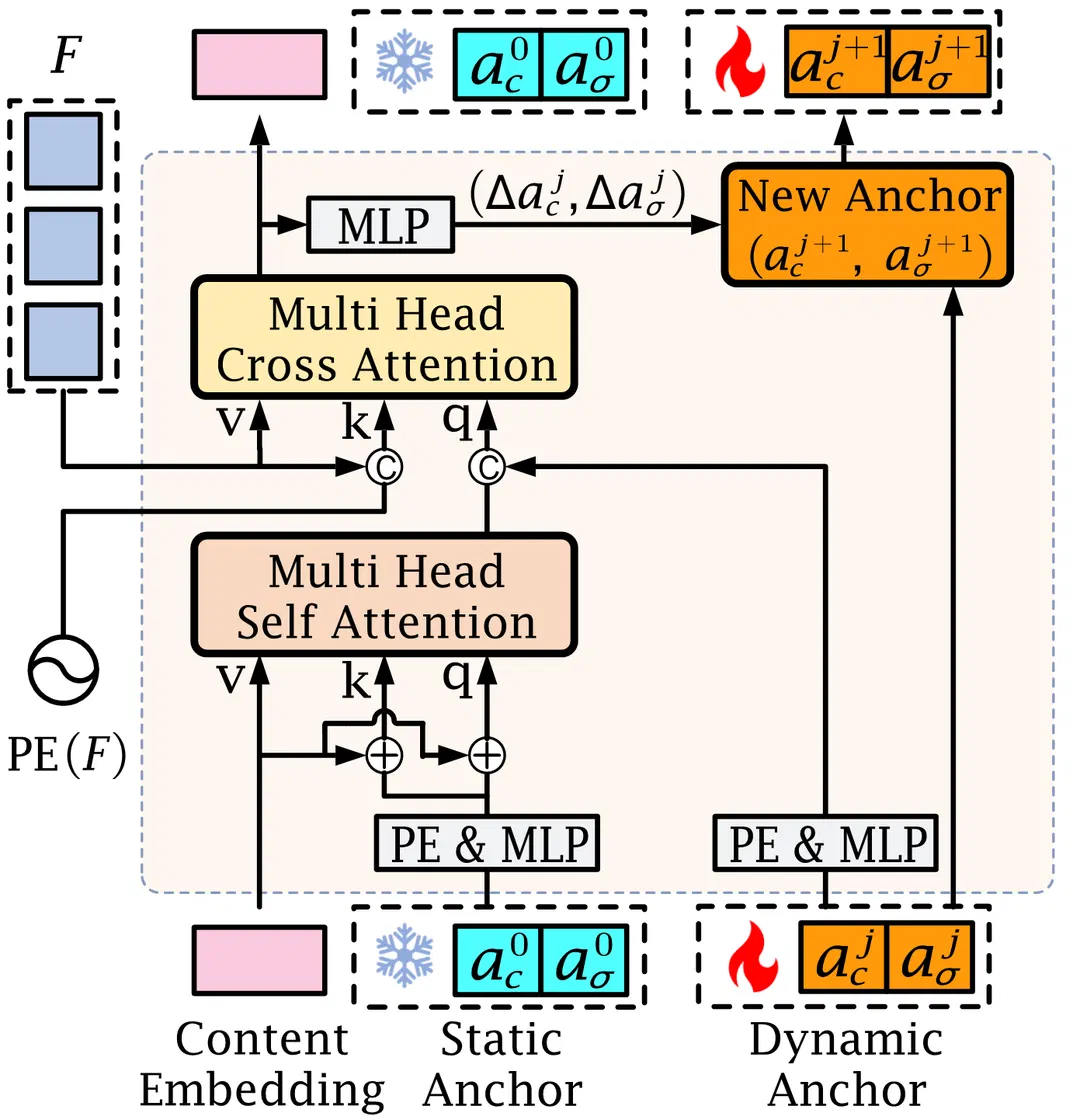 F
a_c^0 a_σ^0
a_c^{j+1} a_σ^{j+1}
MLP
(Δa_c^j, Δa_σ^j)
New Anchor
(a_c^{j+1}, a_σ^{j+1})
Multi Head
Cross Attention
v k q
C C
Multi Head
Self Attention
v k q
PE(F)
+ +
PE & MLP
PE & MLP
a_c^0 a_σ^0
a_c^j a_σ^j
Content
Embedding
Static
Anchor
Dynamic
Anchor